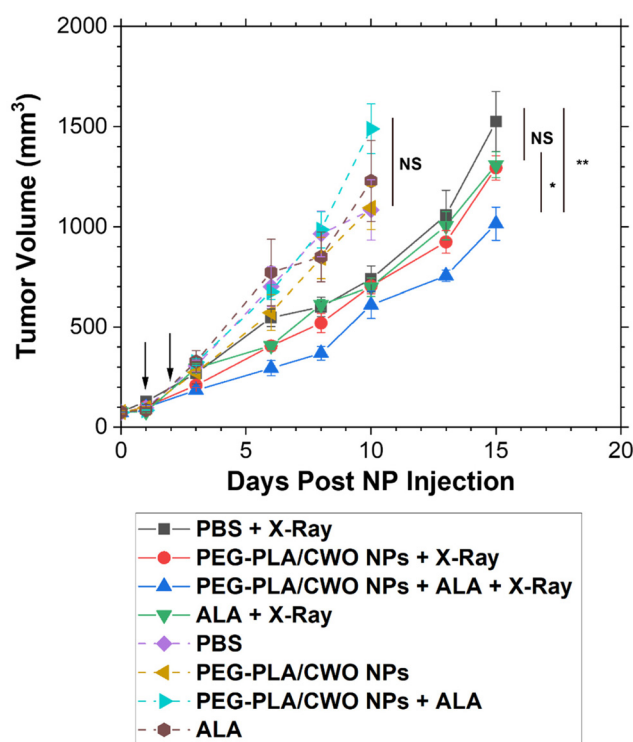 Tumor Volume (mm³)
2000
1500
1000
500
0
NS
NS
*
**
0 5 10 15 20
Days Post NP Injection
PBS + X-Ray
PEG-PLA/CWO NPs + X-Ray
PEG-PLA/CWO NPs + ALA + X-Ray
ALA + X-Ray
PBS
PEG-PLA/CWO NPs
PEG-PLA/CWO NPs + ALA
ALA